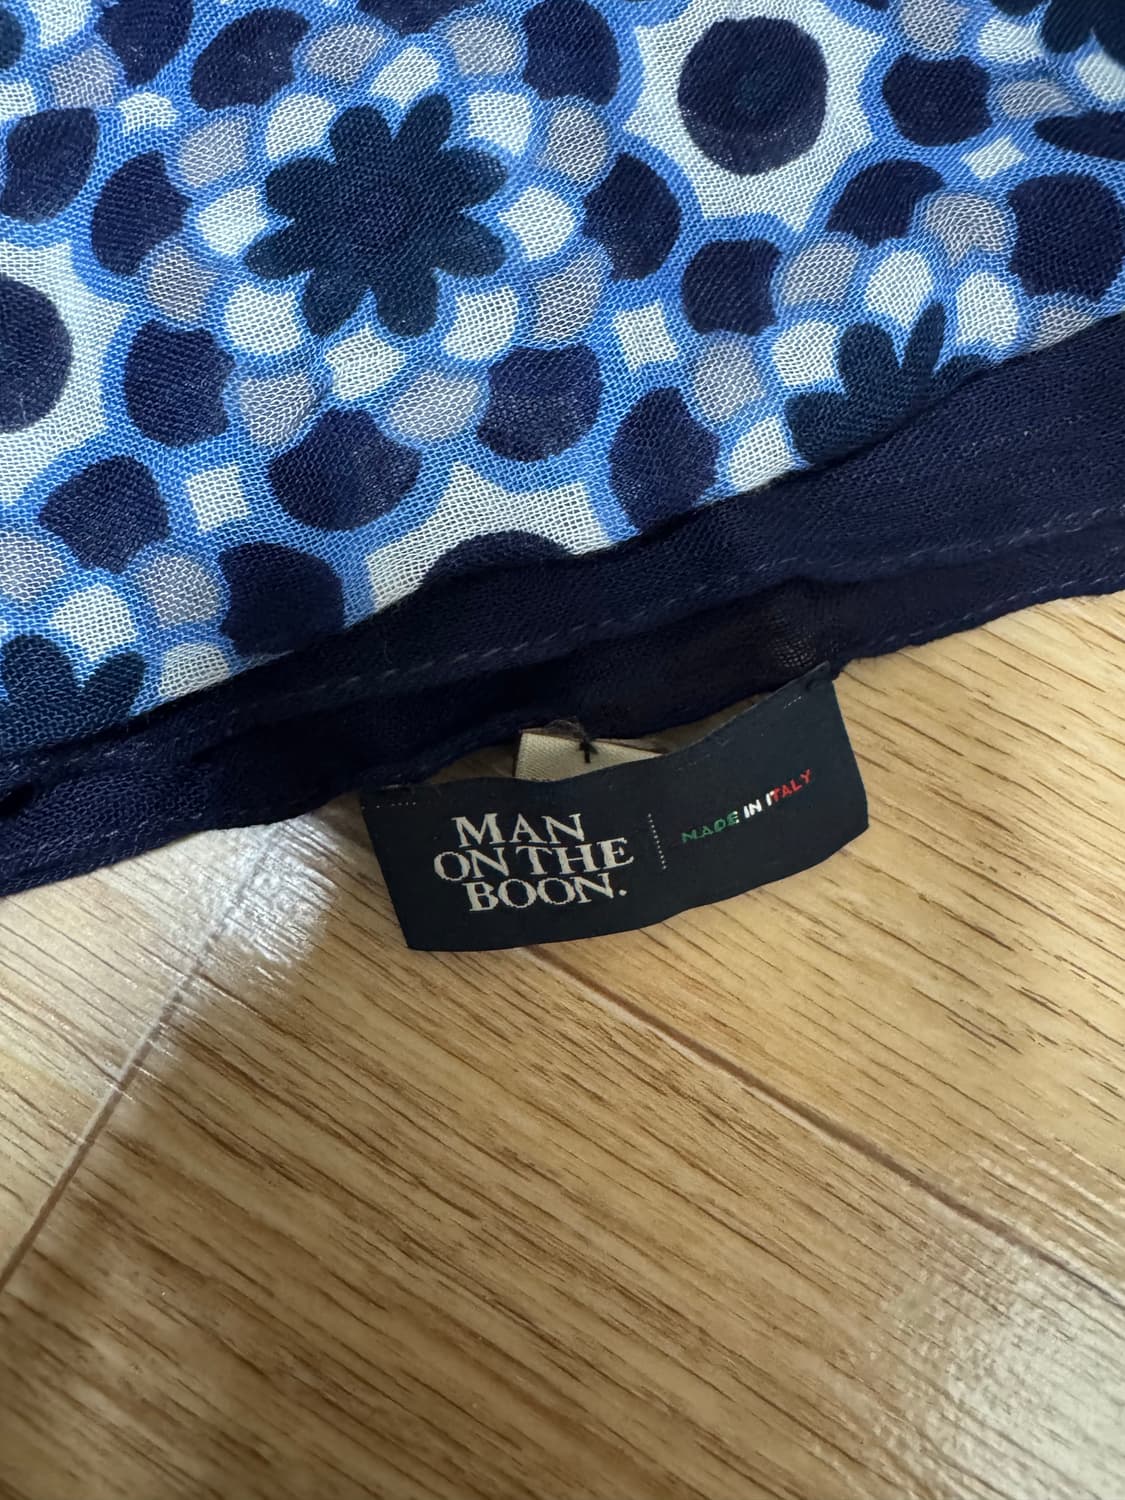 MAN
ON THE
BOON.
MADE IN ITALY